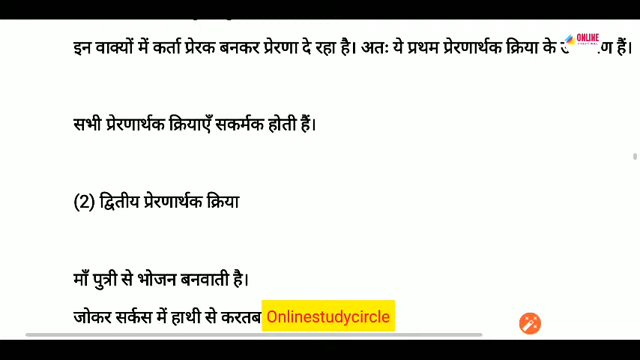 इन वाक्यों में कर्ता प्रेरक बनकर प्रेरणा दे रहा है। अतः ये प्रथम प्रेरणार्थक क्रिया के हैं।
ONLINE
सभी प्रेरणार्थक क्रियाएँ सकर्मक होती हैं।
(2) द्वितीय प्रेरणार्थक क्रिया
माँ पुत्री से भोजन बनवाती है।
जोकर सर्कस में हाथी से करतब Onlinestudycircle